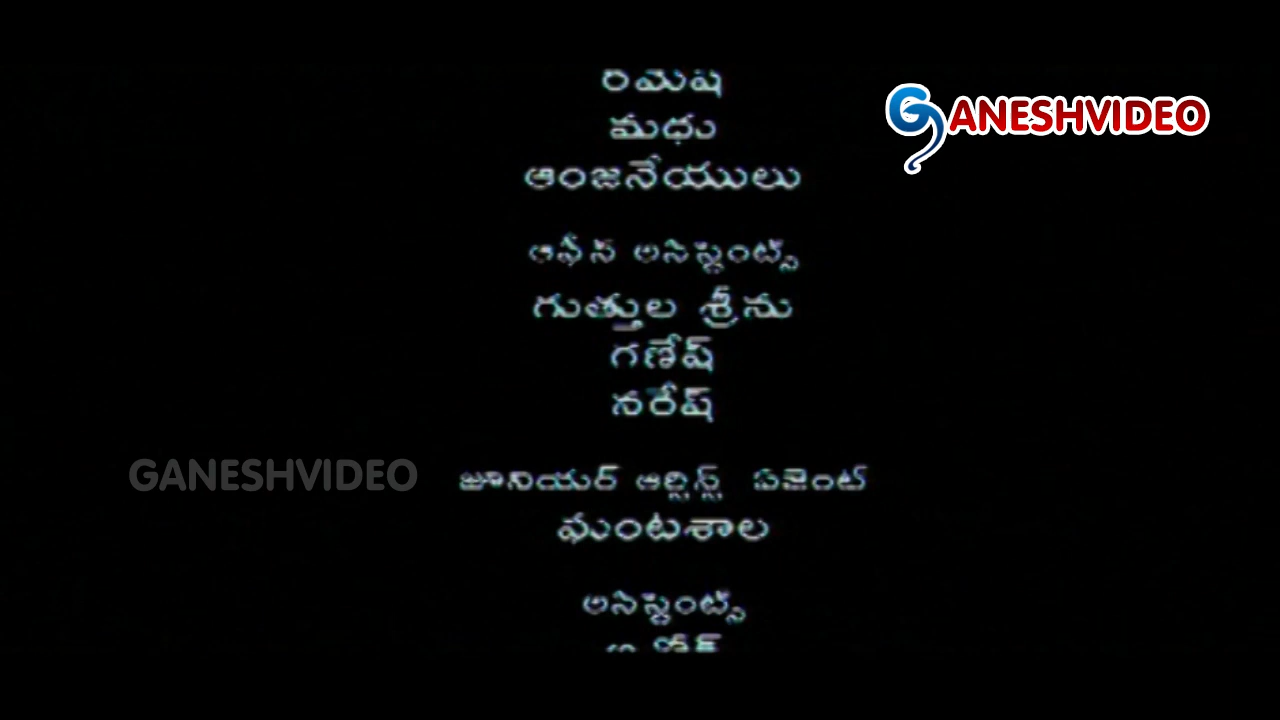 రమేష్
GANESHVIDEO
మధు
ఆంజనేయులు
ఆఫీస్ అసిస్టెంట్స్
గుత్తుల శ్రీను
గణేష్
నరేష్
GANESHVIDEO
జూనియర్ ఆర్టిస్ట్ ఏజెంట్
ఘంటశాల
అసిస్టెంట్స్